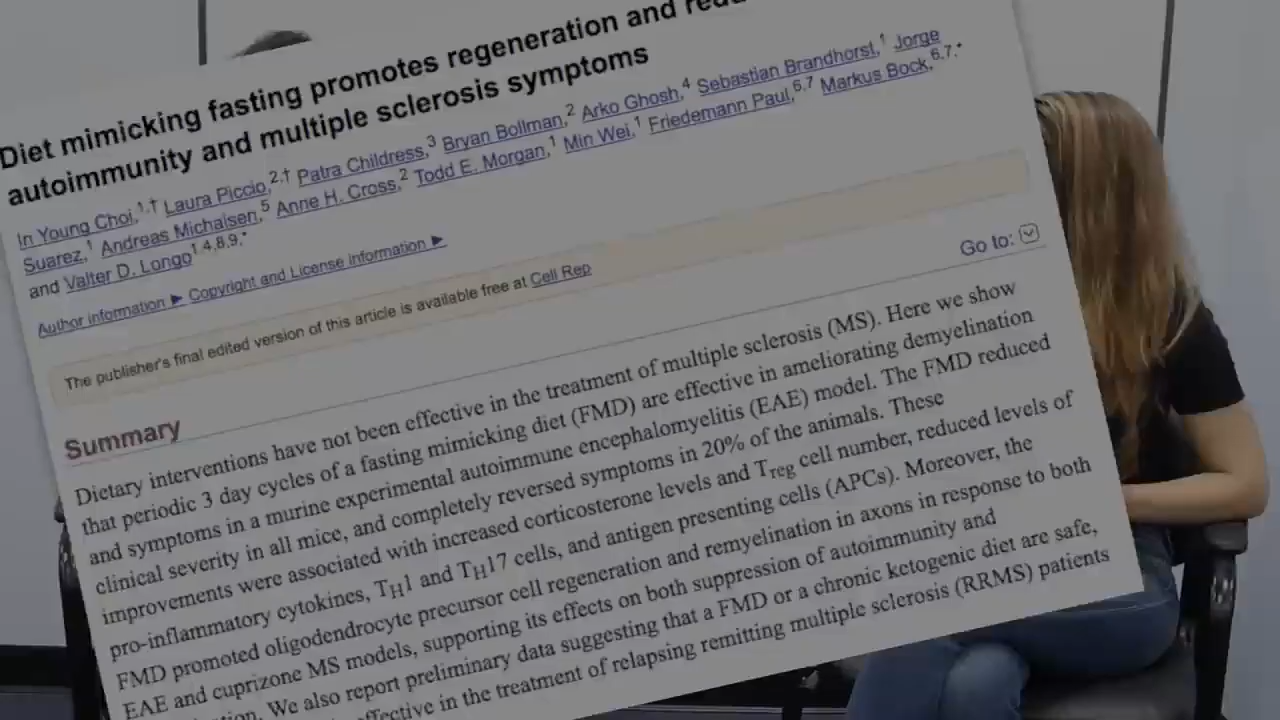 Diet mimicking fasting promotes regeneration and
autoimmunity and multiple sclerosis symptoms
In Young Choi,1,† Laura Piccio,2,† Patra Childress,3 Bryan Bollman,2 Arko Ghosh,4 Sebastian Brandhorst,1 Jorge
Suarez,1 Andreas Michalsen,5 Anne H. Cross,2 Todd E. Morgan,1 Min Wei,1 Friedemann Paul,6,7 Markus Bock,6,7,*
and Valter D. Longo1,4,8,9,*
Author information ► Copyright and License information ►
The publisher's final edited version of this article is available free at Cell Rep
Go to:
Summary
Dietary interventions have not been effective in the treatment of multiple sclerosis (MS). Here we show
that periodic 3 day cycles of a fasting mimicking diet (FMD) are effective in ameliorating demyelination
and symptoms in a murine experimental autoimmune encephalomyelitis (EAE) model. The FMD reduced
clinical severity in all mice, and completely reversed symptoms in 20% of the animals. These
improvements were associated with increased corticosterone levels and Treg cell number, reduced levels of
pro-inflammatory cytokines, TH1 and TH17 cells, and antigen presenting cells (APCs). Moreover, the
FMD promoted oligodendrocyte precursor cell regeneration and remyelination in axons in response to both
EAE and cuprizone MS models, supporting its effects on both suppression of autoimmunity and
We also report preliminary data suggesting that a FMD or a chronic ketogenic diet are safe,
effective in the treatment of relapsing remitting multiple sclerosis (RRMS) patients